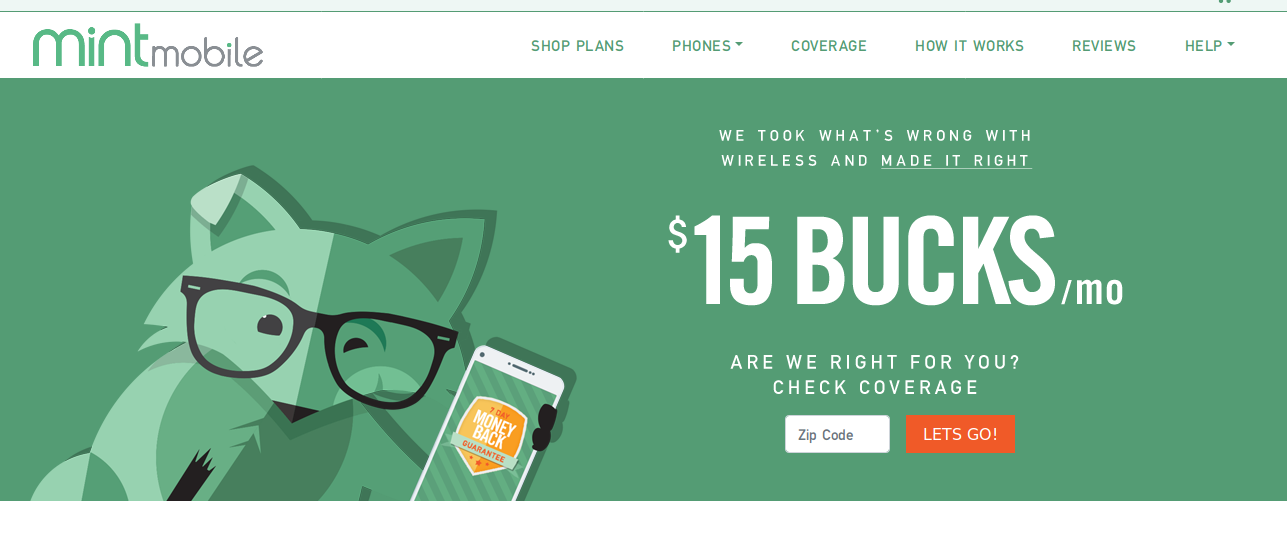 mintmobile
SHOP PLANS
PHONES
COVERAGE
HOW IT WORKS
REVIEWS
HELP
WE TOOK WHAT'S WRONG WITH
WIRELESS AND MADE IT RIGHT
$15 BUCKS/mo
ARE WE RIGHT FOR YOU?
CHECK COVERAGE
Zip Code
LETS GO!
7 DAY
MONEY
BACK
GUARANTEE